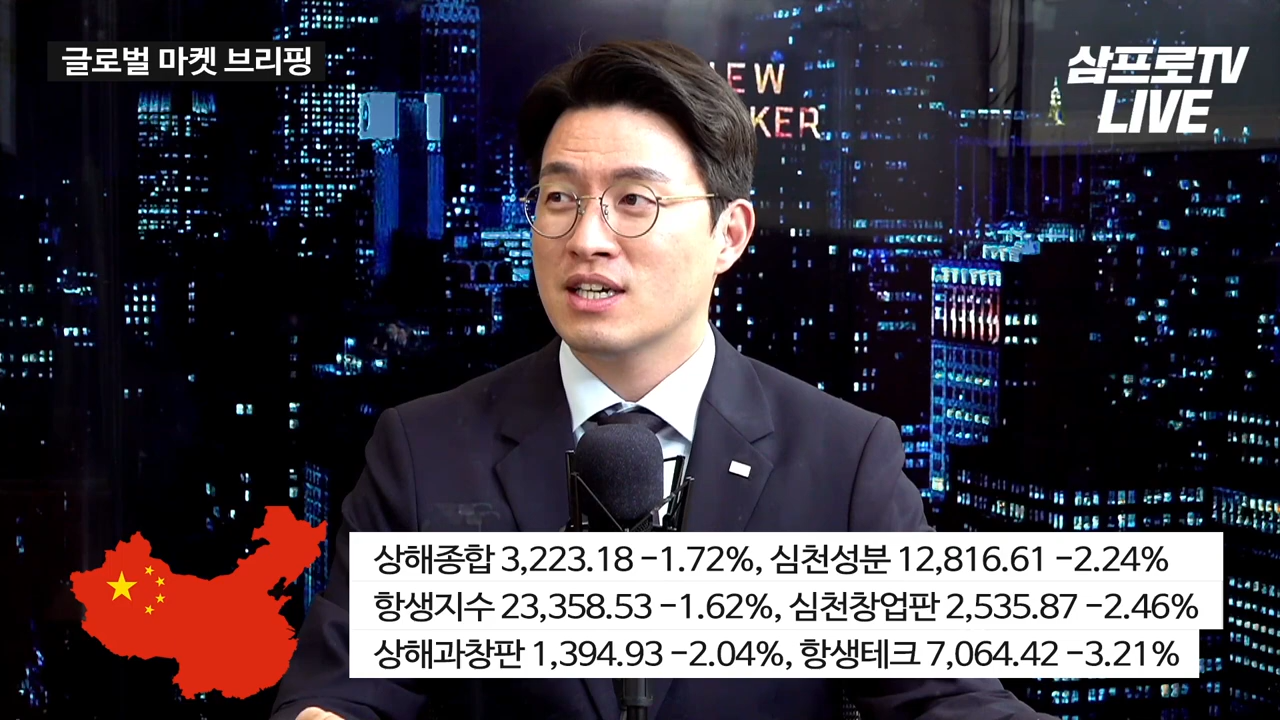 글로벌 마켓 브리핑
삼프로TV
LIVE
EW
KER
상해종합 3,223.18 -1.72%, 심천성분 12,816.61 -2.24%
항생지수 23,358.53 -1.62%, 심천창업판 2,535.87 -2.46%
상해과창판 1,394.93 -2.04%, 항생테크 7,064.42 -3.21%